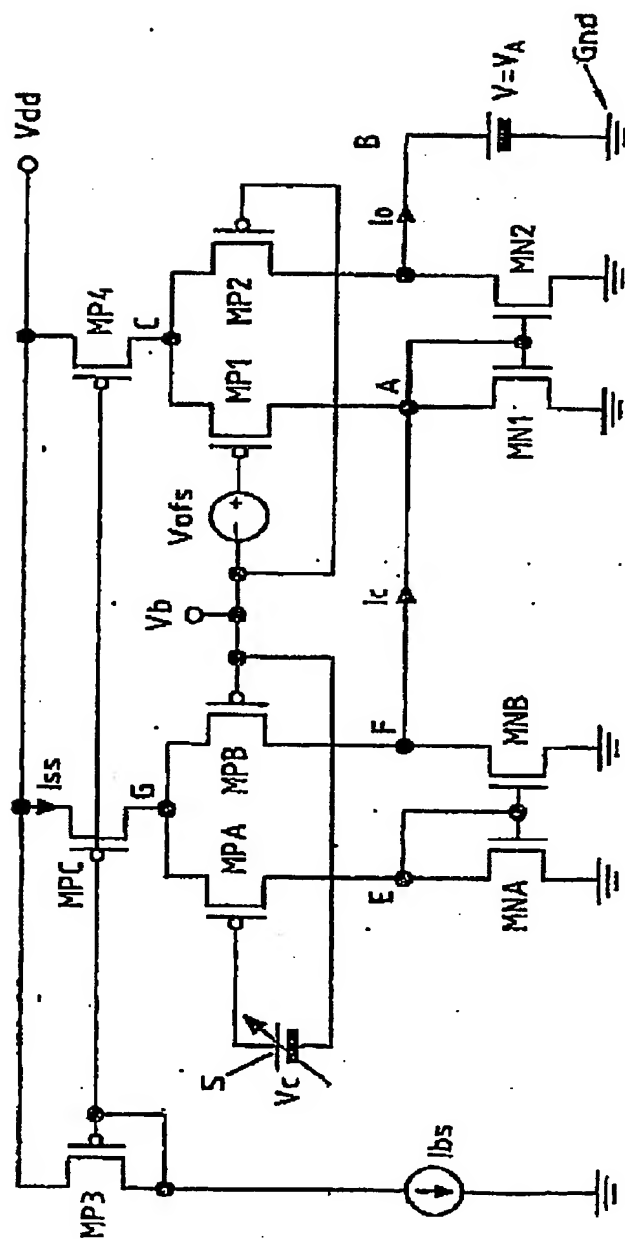 Vdd
MP3
MPC
Iss
MP4
G
C
MPA
MPB
Vb
Vofs
+
-
MP1
MP2
S
Vc
E
F
Ic
A
Io
B
V=VA
Gnd
Ibs
MNA
MNB
MN1
MN2